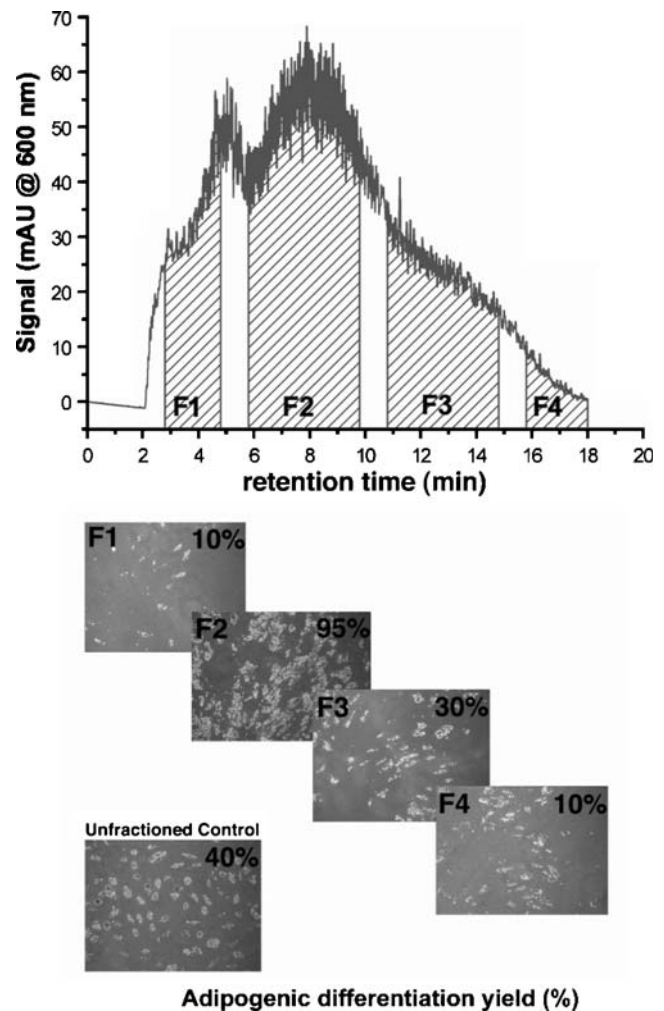 70
60
50
40
30
20
10
0
Signal (mAU @ 600 nm)
F1
F2
F3
F4
0 2 4 6 8 10 12 14 16 18 20
retention time (min)
F1 10%
F2 95%
F3 30%
F4 10%
Unfractioned Control
40%
Adipogenic differentiation yield (%)